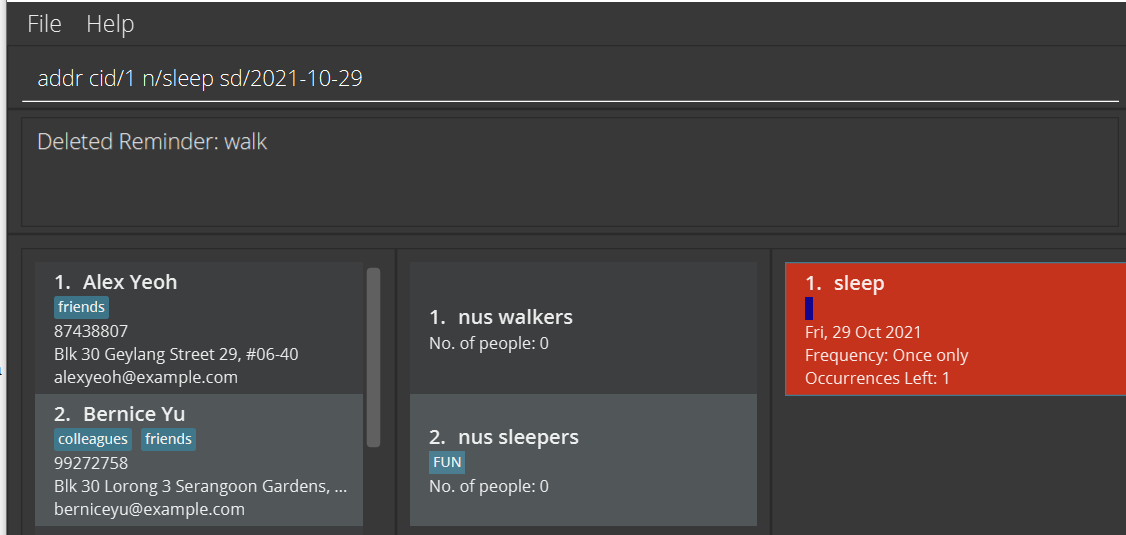 File Help
addr cid/1 n/sleep sd/2021-10-29
Deleted Reminder: walk
1. Alex Yeoh
friends
87438807
Blk 30 Geylang Street 29, #06-40
alexyeoh@example.com
2. Bernice Yu
colleagues friends
99272758
Blk 30 Lorong 3 Serangoon Gardens, ...
berniceyu@example.com
1. nus walkers
No. of people: 0
2. nus sleepers
FUN
No. of people: 0
1. sleep
Fri, 29 Oct 2021
Frequency: Once only
Occurrences Left: 1